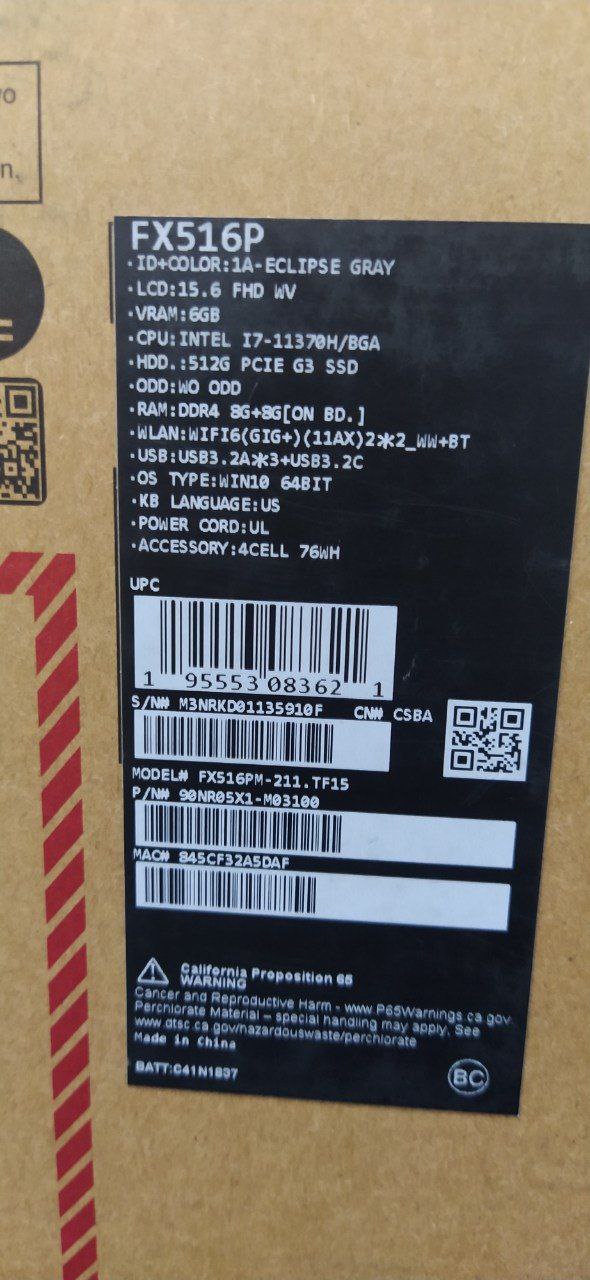 n.
FX516P
·ID+COLOR:1A-ECLIPSE GRAY
·LCD:15.6 FHD WV
·VRAM:6GB
·CPU:INTEL I7-11370H/BGA
·HDD.:512G PCIE G3 SSD
·ODD:WO ODD
·RAM:DDR4 8G+8G[ON BD.]
·WLAN:WIFI6(GIG+)(11AX)2*2_WW+BT
·USB:USB3.2A*3+USB3.2C
·OS TYPE:WIN10 64BIT
·KB LANGUAGE:US
·POWER CORD:UL
·ACCESSORY:4CELL 76WH
UPC
1 95553 08362 1
S/N# M3NRKD01135910F CN# CSBA
MODEL# FX516PM-211.TF15
P/N# 90NR05X1-M03100
MAC# 845CF32A5DAF
California Proposition 65
WARNING
Cancer and Reproductive Harm - www.P65Warnings.ca.gov
Perchlorate Material – special handling may apply. See
www.dtsc.ca.gov/hazardouswaste/perchlorate
Made in China
BATT:C41N1837
BC